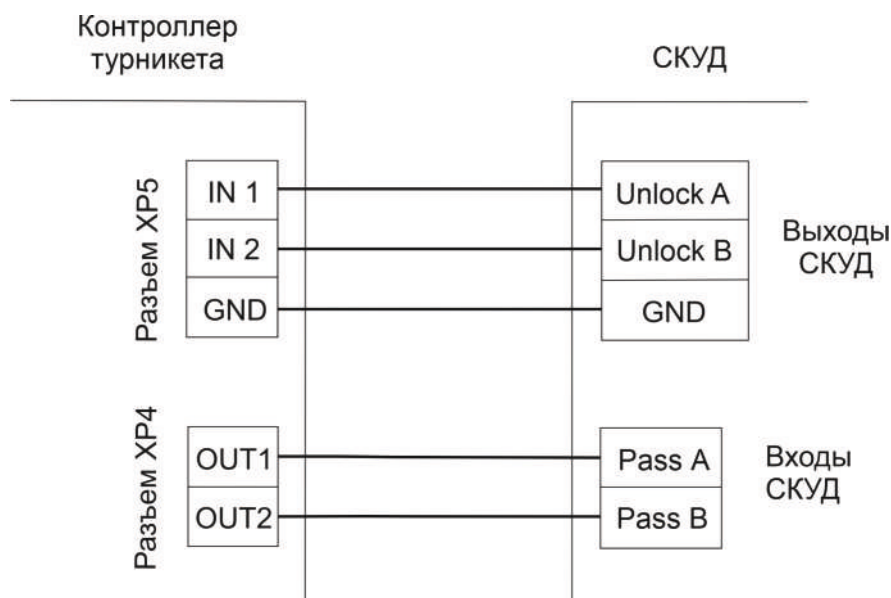 Контроллер
турникета
СКУД
Разъем XP5
IN 1
IN 2
GND
Unlock A
Unlock B
GND
Выходы
СКУД
Разъем XP4
OUT1
OUT2
Pass A
Pass B
Входы
СКУД